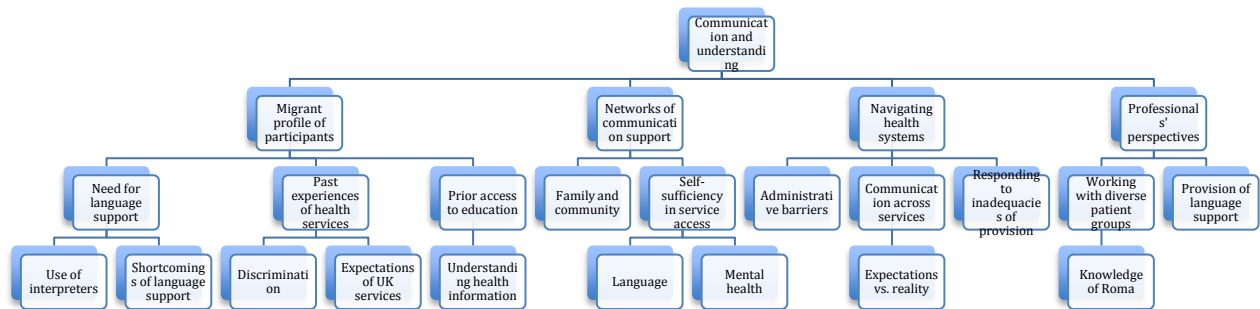 Communicat
ion and
understandi
ng
Migrant
profile of
participants
Networks of
communicati
on support
Navigating
health
systems
Professional
s'
perspectives
Need for
language
support
Past
experiences
of health
services
Prior access
to education
Family and
community
Self-
sufficiency
in service
access
Administrati
ve barriers
Communicat
ion across
services
Responding
to
inadequacie
s of
provision
Working
with diverse
patient
groups
Provision of
language
support
Use of
interpreters
Shortcoming
s of language
support
Discriminati
on
Expectations
of UK
services
Understandi
ng health
information
Language
Mental
health
Expectations
vs. reality
Knowledge
of Roma